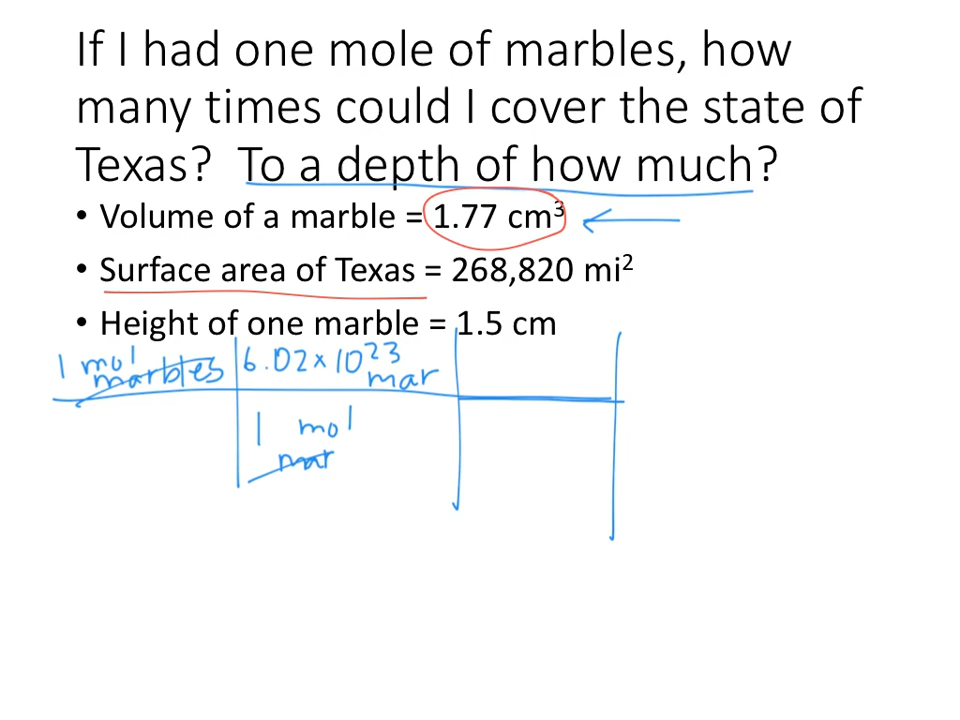 If I had one mole of marbles, how
many times could I cover the state of
Texas? To a depth of how much?
• Volume of a marble = 1.77 cm³
• Surface area of Texas = 268,820 mi²
• Height of one marble = 1.5 cm
1 mol marbles 6.02 × 10²³ mar
1 mol
mar